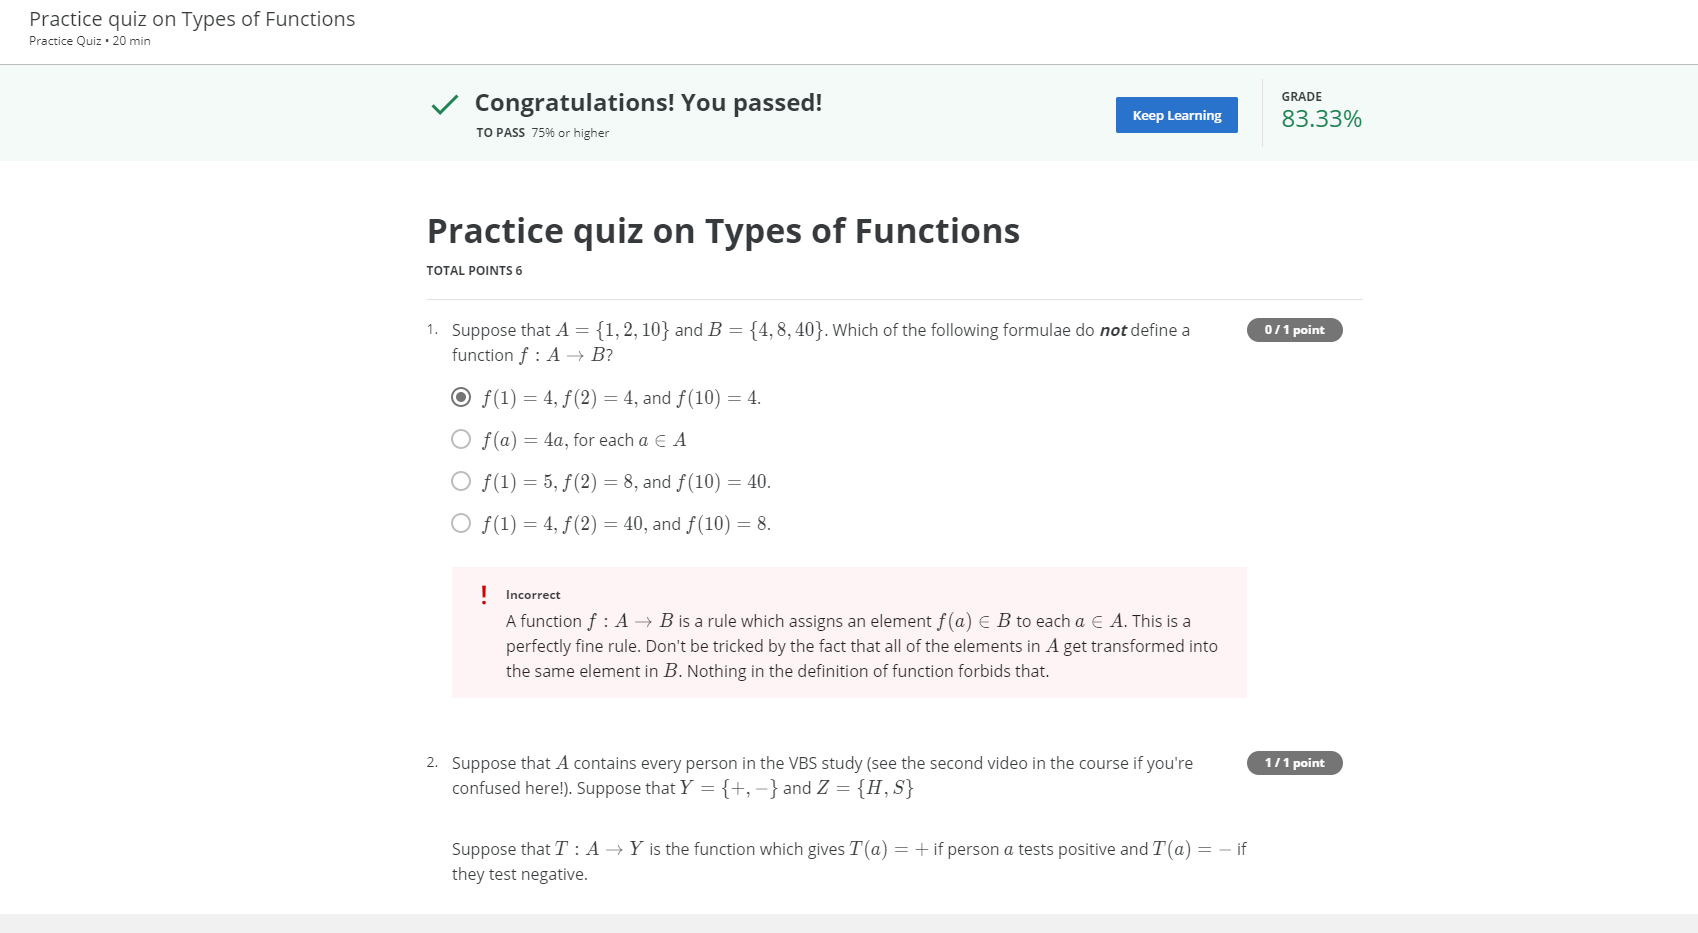 Practice quiz on Types of Functions
Practice Quiz • 20 min
Congratulations! You passed!
TO PASS 75% or higher
Keep Learning
GRADE
83.33%
Practice quiz on Types of Functions
TOTAL POINTS 6
1. Suppose that A = {1, 2, 10} and B = {4, 8, 40}. Which of the following formulae do not define a
function f : A → B?
0 / 1 point
f(1) = 4, f(2) = 4, and f(10) = 4.
f(a) = 4a, for each a ∈ A
f(1) = 5, f(2) = 8, and f(10) = 40.
f(1) = 4, f(2) = 40, and f(10) = 8.
! Incorrect
A function f : A → B is a rule which assigns an element f(a) ∈ B to each a ∈ A. This is a
perfectly fine rule. Don't be tricked by the fact that all of the elements in A get transformed into
the same element in B. Nothing in the definition of function forbids that.
2. Suppose that A contains every person in the VBS study (see the second video in the course if you're
confused here!). Suppose that Y = {+, −} and Z = {H, S}
1 / 1 point
Suppose that T : A → Y is the function which gives T(a) = + if person a tests positive and T(a) = − if
they test negative.